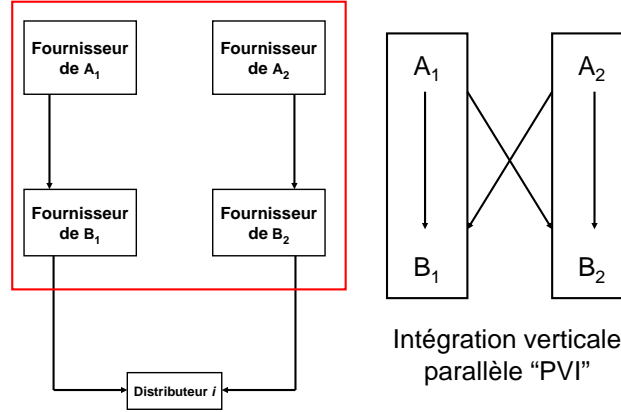 Fournisseur
de A1
Fournisseur
de A2
Fournisseur
de B1
Fournisseur
de B2
Distributeur i
A1
A2
B1
B2
Intégration verticale
parallèle “PVI”